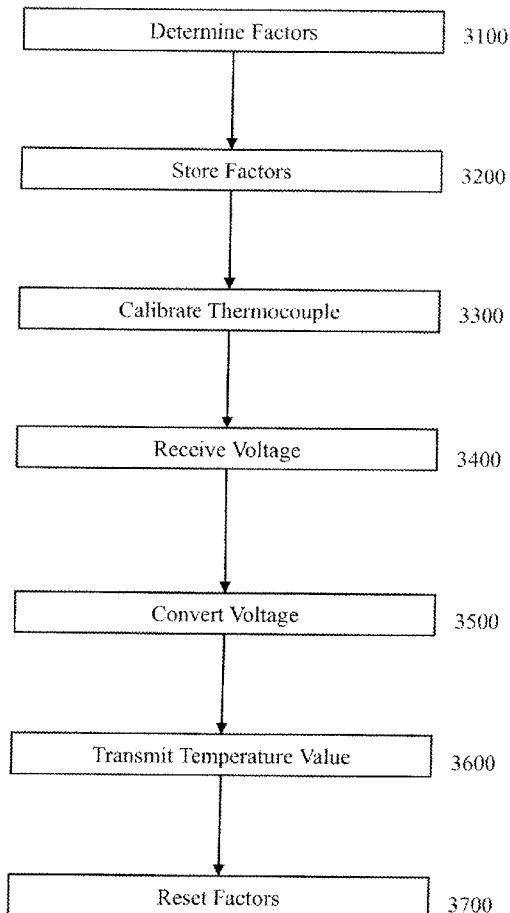 Determine Factors 3100
Store Factors 3200
Calibrate Thermocouple 3300
Receive Voltage 3400
Convert Voltage 3500
Transmit Temperature Value 3600
Reset Factors 3700